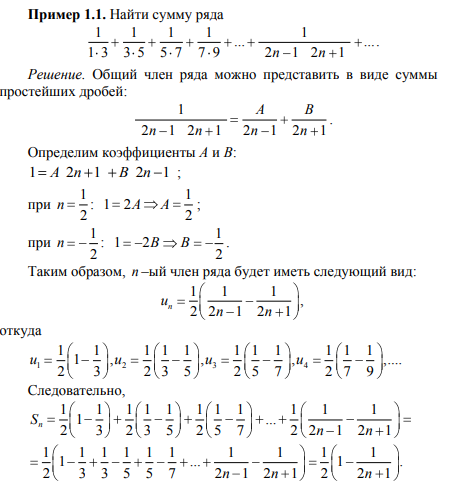 Пример 1.1. Найти сумму ряда
1/(1·3) + 1/(3·5) + 1/(5·7) + 1/(7·9) + ... + 1/(2n−1 2n+1) + ... .
Решение. Общий член ряда можно представить в виде суммы
простейших дробей:
1/(2n−1 2n+1) = A/(2n−1) + B/(2n+1) .
Определим коэффициенты A и B:
1 = A 2n+1 + B 2n−1 ;
при n = 1/2 : 1 = 2A ⇒ A = 1/2 ;
при n = −1/2 : 1 = −2B ⇒ B = −1/2 .
Таким образом, n –ый член ряда будет иметь следующий вид:
uₙ = 1/2 (1/(2n−1) − 1/(2n+1)),
откуда
u₁ = 1/2 (1 − 1/3), u₂ = 1/2 (1/3 − 1/5), u₃ = 1/2 (1/5 − 1/7), u₄ = 1/2 (1/7 − 1/9), ....
Следовательно,
Sₙ = 1/2 (1 − 1/3) + 1/2 (1/3 − 1/5) + 1/2 (1/5 − 1/7) + ... + 1/2 (1/(2n−1) − 1/(2n+1)) =
= 1/2 (1 − 1/3 + 1/3 − 1/5 + 1/5 − 1/7 + ... + 1/(2n−1) − 1/(2n+1)) = 1/2 (1 − 1/(2n+1)).